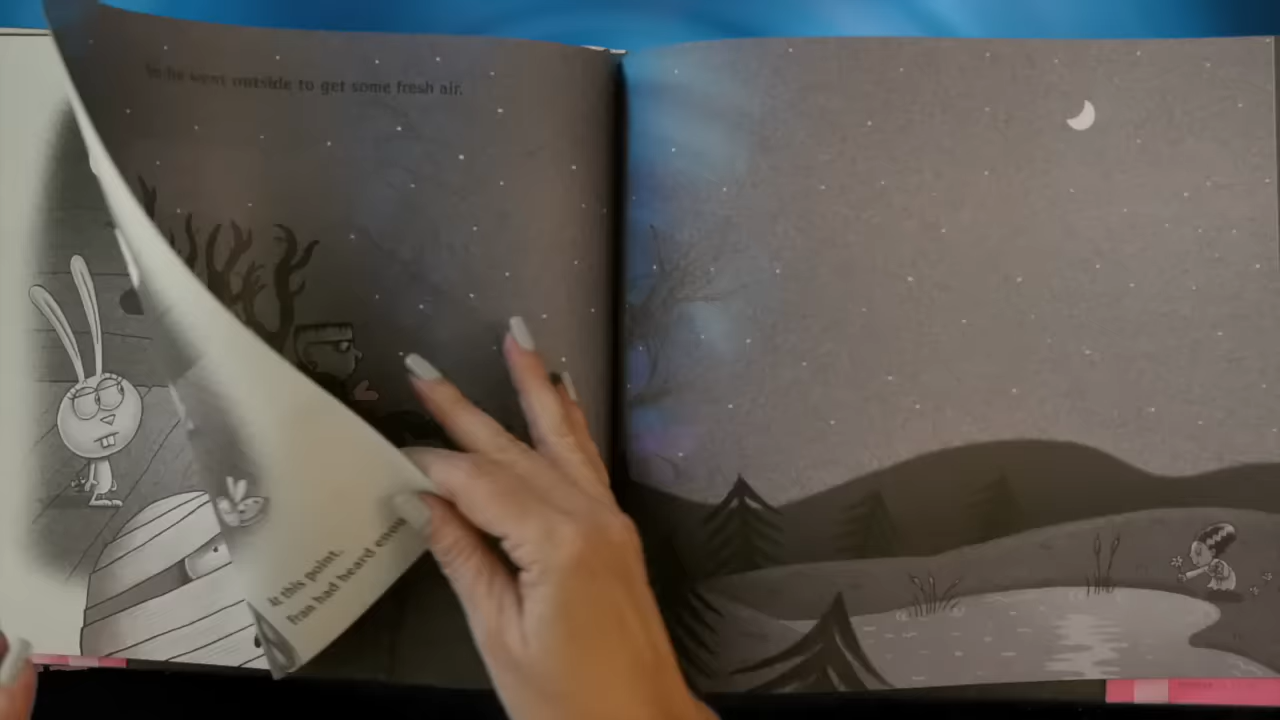 So he went outside to get some fresh air.
At this point,
Fran had heard enou